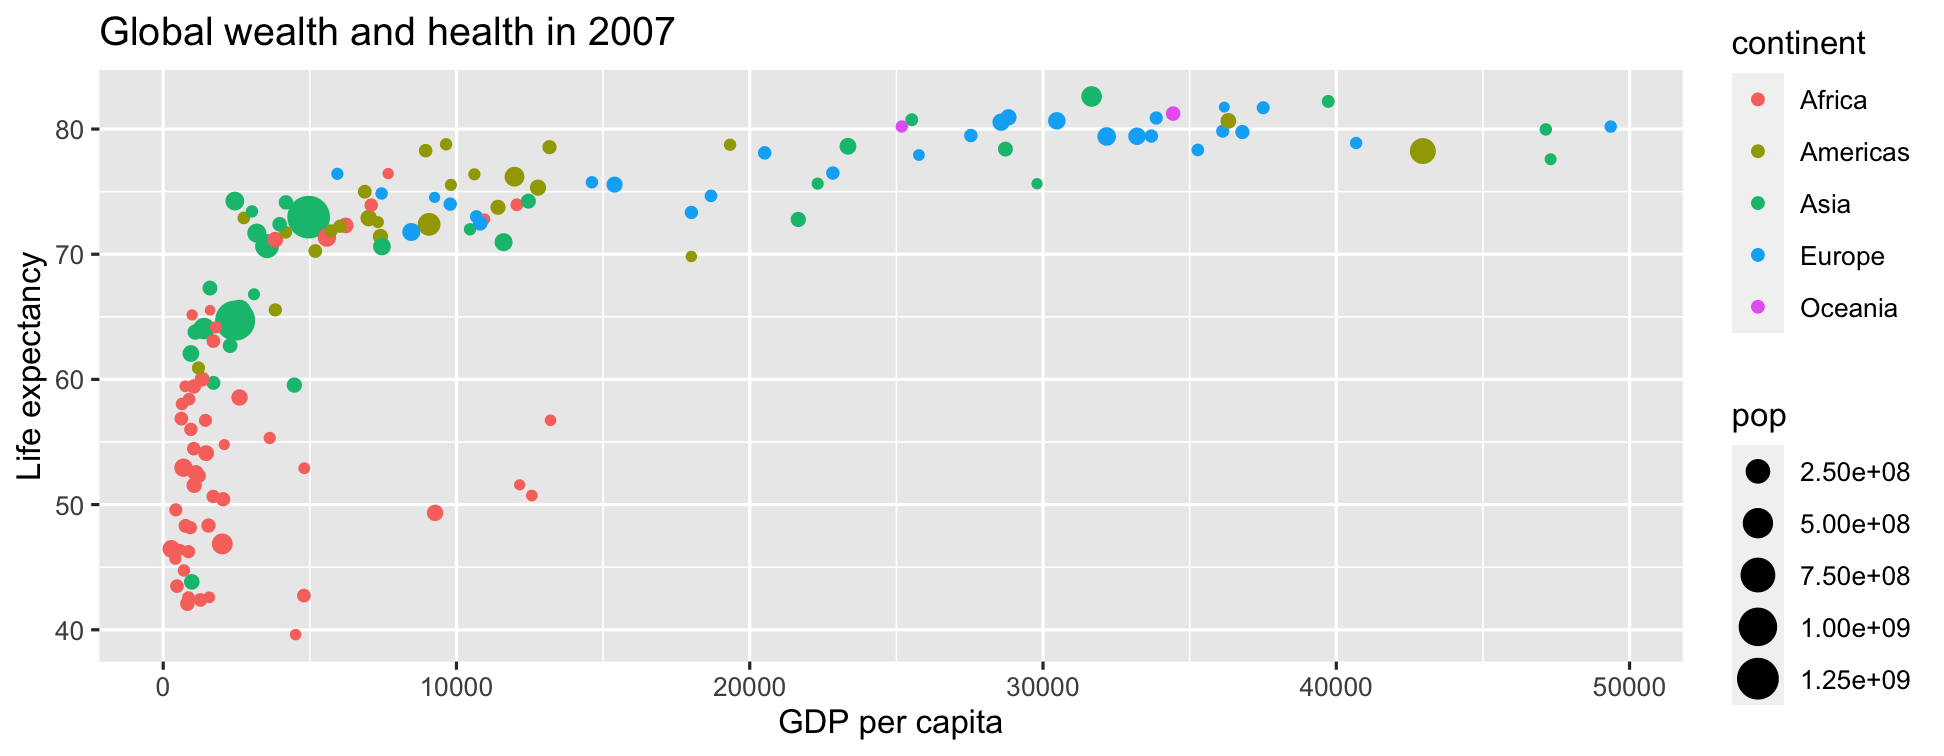 Global wealth and health in 2007
Life expectancy
80
70
60
50
40
0 10000 20000 30000 40000 50000
GDP per capita
continent
Africa
Americas
Asia
Europe
Oceania
pop
2.50e+08
5.00e+08
7.50e+08
1.00e+09
1.25e+09